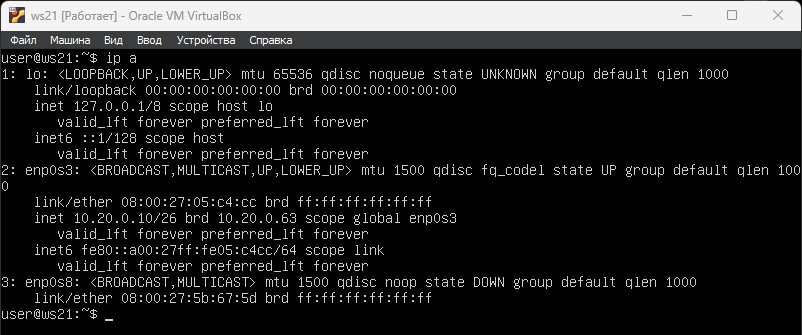 ws21 [Работает] - Oracle VM VirtualBox
Файл Машина Вид Ввод Устройства Справка
user@ws21:~$ ip a
1: lo: <LOOPBACK,UP,LOWER_UP> mtu 65536 qdisc noqueue state UNKNOWN group default qlen 1000
    link/loopback 00:00:00:00:00:00 brd 00:00:00:00:00:00
    inet 127.0.0.1/8 scope host lo
       valid_lft forever preferred_lft forever
    inet6 ::1/128 scope host
       valid_lft forever preferred_lft forever
2: enp0s3: <BROADCAST,MULTICAST,UP,LOWER_UP> mtu 1500 qdisc fq_codel state UP group default qlen 100
0
    link/ether 08:00:27:05:c4:cc brd ff:ff:ff:ff:ff:ff
    inet 10.20.0.10/26 brd 10.20.0.63 scope global enp0s3
       valid_lft forever preferred_lft forever
    inet6 fe80::a00:27ff:fe05:c4cc/64 scope link
       valid_lft forever preferred_lft forever
3: enp0s8: <BROADCAST,MULTICAST> mtu 1500 qdisc noop state DOWN group default qlen 1000
    link/ether 08:00:27:5b:67:5d brd ff:ff:ff:ff:ff:ff
user@ws21:~$ _